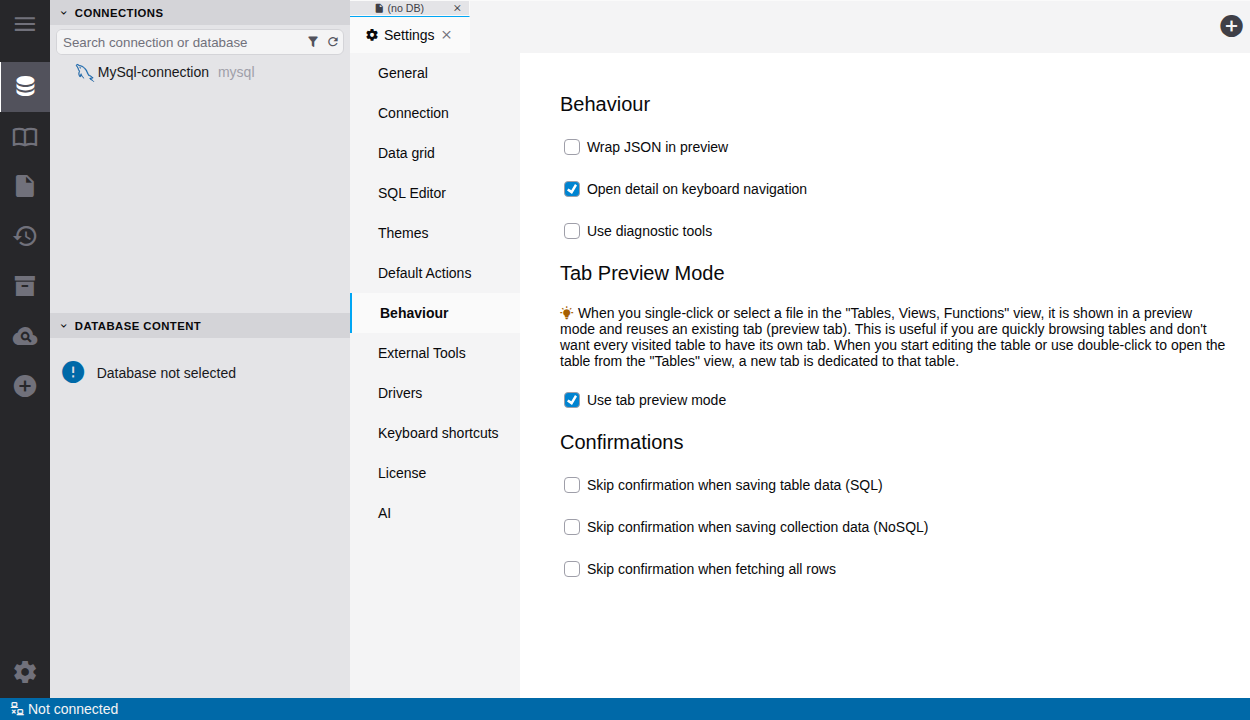 CONNECTIONS
Search connection or database
MySql-connection mysql
DATABASE CONTENT
Database not selected
(no DB)
Settings
General
Connection
Data grid
SQL Editor
Themes
Default Actions
Behaviour
External Tools
Drivers
Keyboard shortcuts
License
AI
Behaviour
Wrap JSON in preview
Open detail on keyboard navigation
Use diagnostic tools
Tab Preview Mode
When you single-click or select a file in the "Tables, Views, Functions" view, it is shown in a preview
mode and reuses an existing tab (preview tab). This is useful if you are quickly browsing tables and don't
want every visited table to have its own tab. When you start editing the table or use double-click to open the
table from the "Tables" view, a new tab is dedicated to that table.
Use tab preview mode
Confirmations
Skip confirmation when saving table data (SQL)
Skip confirmation when saving collection data (NoSQL)
Skip confirmation when fetching all rows
Not connected